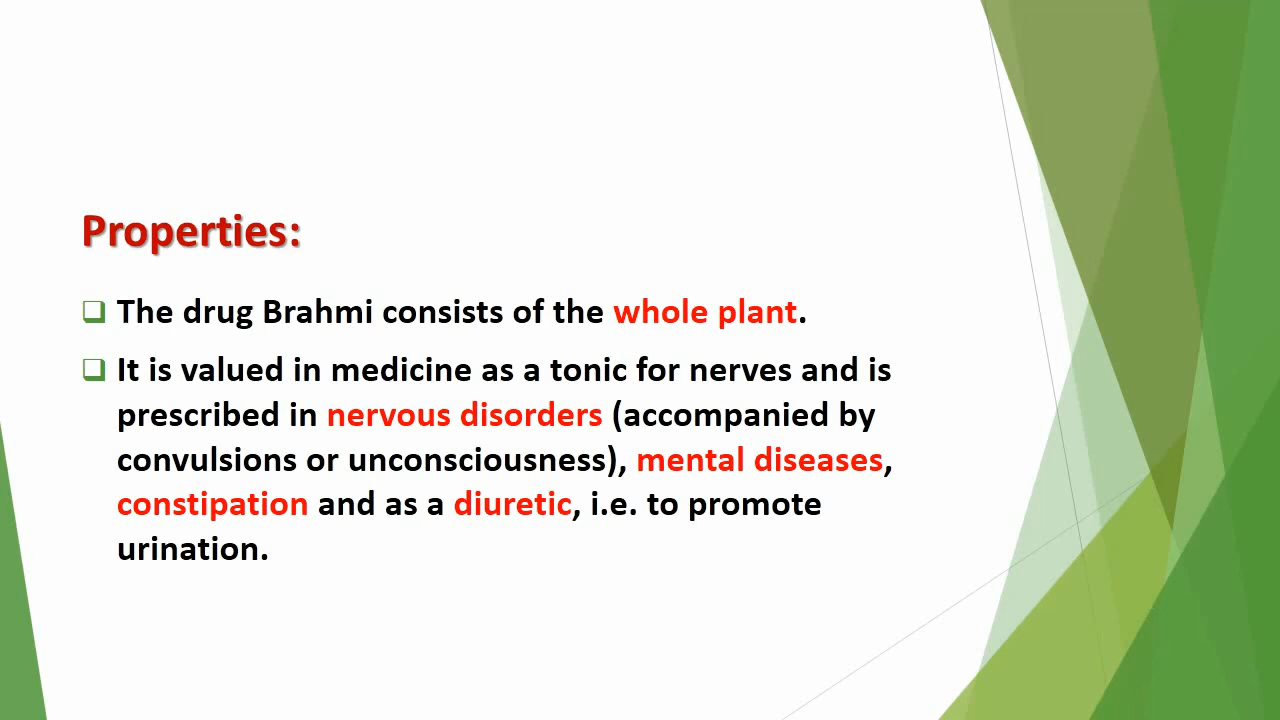 Properties:
The drug Brahmi consists of the whole plant.
It is valued in medicine as a tonic for nerves and is
prescribed in nervous disorders (accompanied by
convulsions or unconsciousness), mental diseases,
constipation and as a diuretic, i.e. to promote
urination.